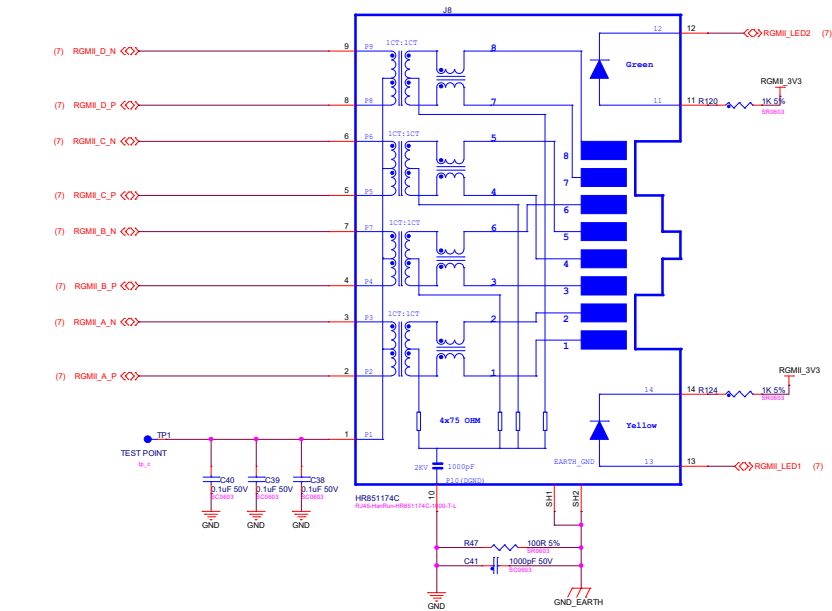 J8
(7) RGMII_D_N 9 P9 1CT:1CT 8
12 12 RGMII_LED2 (7)
Green
RGMII_3V3
(7) RGMII_D_P 8 P8 7
11 11 R120 1K 5%
SR0603
(7) RGMII_C_N 6 P6 5
8
7
(7) RGMII_C_P 5 P5 4
6
1CT:1CT
(7) RGMII_B_N 7 P7 6
5
4
(7) RGMII_B_P 4 P4 3
3
1CT:1CT
2
(7) RGMII_A_N 3 P3 2
1
(7) RGMII_A_P 2 P2 1
RGMII_3V3
14 14 R124 1K 5%
SR0603
4x75 OHM
Yellow
TP1 1 P1
TEST POINT
tp_c
EARTH_GND 13 13 RGMII_LED1 (7)
2KV 1000pF
P10(DGND)
C40 C39 C38
0.1uF 50V 0.1uF 50V 0.1uF 50V
SC0603 SC0603 SC0603
GND GND GND
HR851174C
RJ45-HanRun-HR851174C-1000-T-L
10 SH1 SH2
R47 100R 5%
SR0603
C41 1000pF 50V
SC0603
GND GND_EARTH